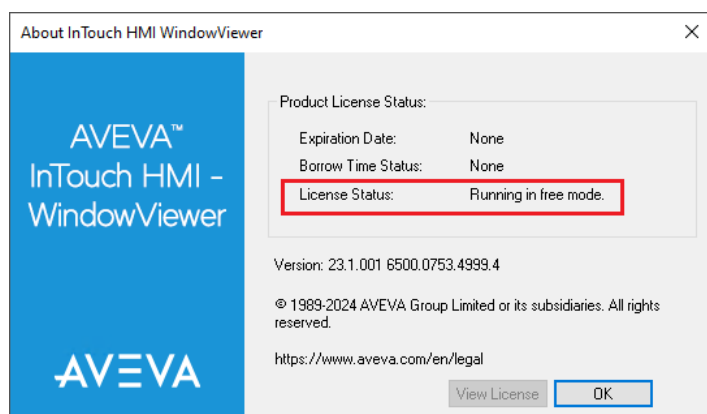 About InTouch HMI WindowViewer
AVEVA™
InTouch HMI -
WindowViewer
AVEVA
Product License Status:
Expiration Date: None
Borrow Time Status: None
License Status: Running in free mode.
Version: 23.1.001 6500.0753.4999.4
© 1989-2024 AVEVA Group Limited or its subsidiaries. All rights
reserved.
https://www.aveva.com/en/legal
View License OK